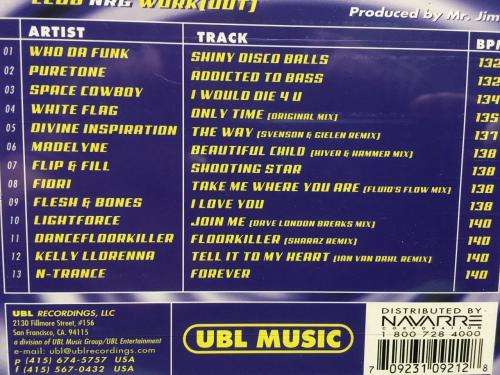 CLUB NRG WORK[OUT]
Produced by Mr. Jim
ARTIST TRACK BPM
01 WHO DA FUNK SHINY DISCO BALLS 132
02 PURETONE ADDICTED TO BASS 132
03 SPACE COWBOY I WOULD DIE 4 U 134
04 WHITE FLAG ONLY TIME [ORIGINAL MIX] 135
05 DIVINE INSPIRATION THE WAY [SVENSON & GIELEN REMIX] 137
06 MADELYNE BEAUTIFUL CHILD [HIVER & HAMMER MIX] 138
07 FLIP & FILL SHOOTING STAR 138
08 FIORI TAKE ME WHERE YOU ARE [FLUID'S FLOW MIX] 138
09 FLESH & BONES I LOVE YOU 138
10 LIGHTFORCE JOIN ME [DAVE LONDON BREAKS MIX] 140
11 DANCEFLOORKILLER FLOORKILLER [SHARAZ REMIX] 140
12 KELLY LLORENNA TELL IT TO MY HEART [IAN VAN DAHL REMIX] 140
13 N-TRANCE FOREVER 140
UBL RECORDINGS, LLC
2130 Fillmore Street, #156
San Francisco, CA. 94115
a division of UBL Music Group/UBL Entertainment
e-mail: ubl@ublrecordings.com
p (415) 674-5757 USA
f (415) 567-0432 USA
UBL MUSIC
DISTRIBUTED BY
NAVARRE
CORPORATION
1 800 728 4000
7 09231 09212 8